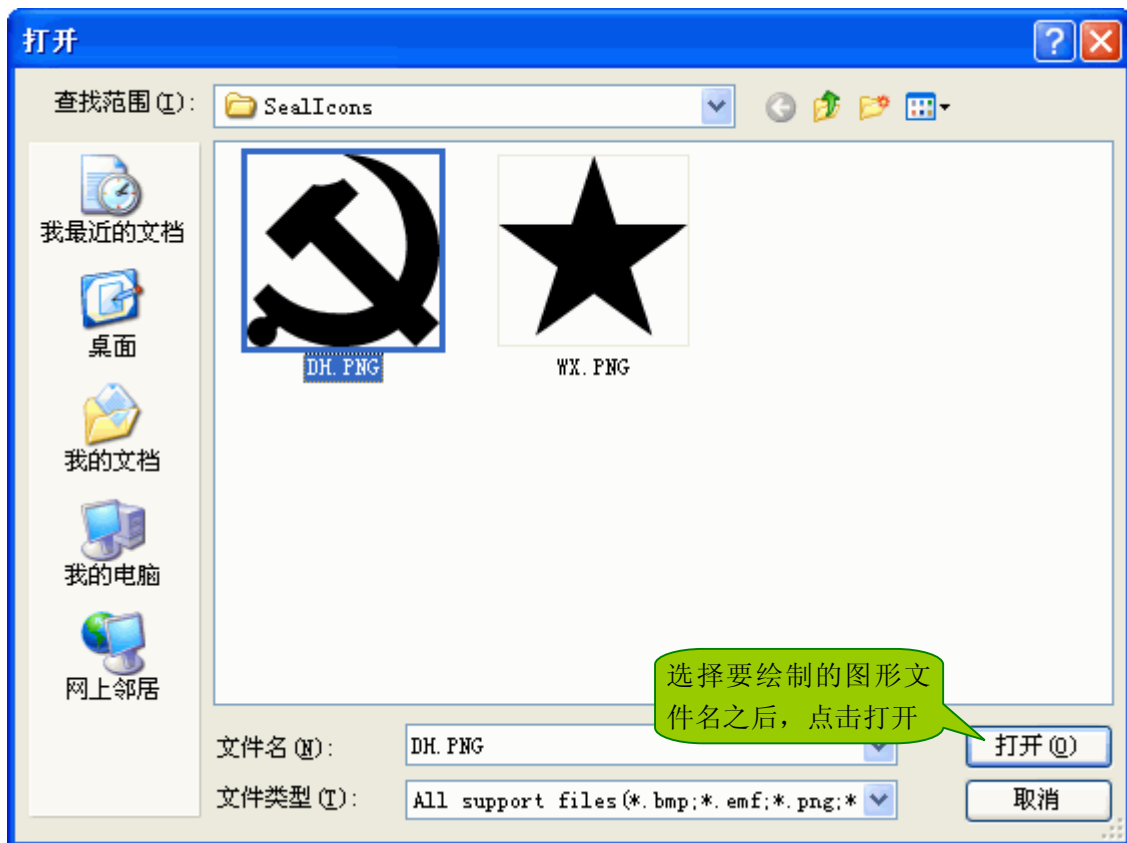 打开
查找范围(I):
SealIcons
我最近的文档
桌面
我的文档
我的电脑
网上邻居
DH.PNG
WX.PNG
选择要绘制的图形文
件名之后，点击打开
文件名(N):
DH.PNG
打开(O)
文件类型(T):
All support files(*.bmp;*.emf;*.png;*
取消